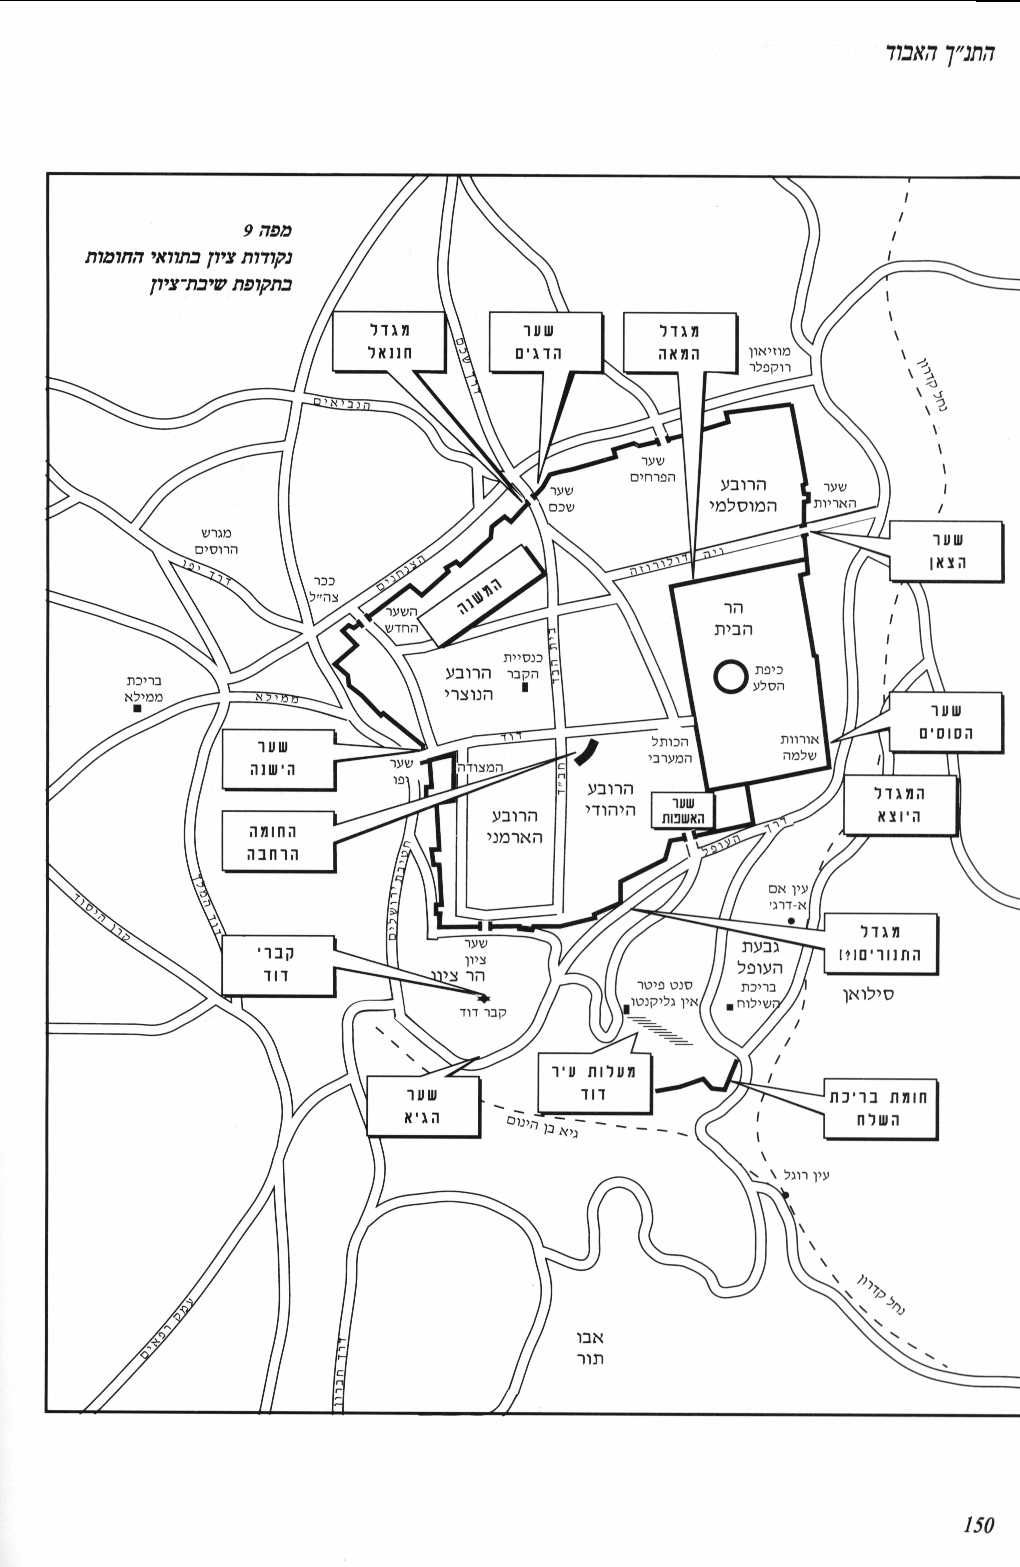 התנ״ך האבוד
מפה 9
נקודות ציון בתוואי החומות
בתקופת שיבת־ציון
מגדל
חננאל
שער
הדגים
מגדל
המאה
מוזיאון
רוקפלר
נחל קדרון
דרך שכם
הנביאים
שער
הפרחים
הרובע
המוסלמי
שער
האריות
שער
שכם
שער
הצאן
מגרש
הרוסים
דרך יפו
הצנחנים
ויה דולורוזה
ככר
צה״ל
השער
החדש
המשנה
הר
הבית
כיפת
הסלע
בית הבד
כנסיית
הקבר
הרובע
הנוצרי
בריכת
ממילא
ממילא
שער
הסוסים
שער
הישנה
שער
יפו
דוד
המצודה
הכותל
המערבי
אורוות
שלמה
חב״ד
הרובע
היהודי
המגדל
היוצא
שער
האשפות
החומה
הרחבה
הרובע
הארמני
דרך העופל
חטיבת ירושלים
דוד המלך
קרן היסוד
עין אם
א-דרג׳
מגדל
התנורים(?)
קברי
דוד
שער
ציון
הר ציון
קבר דוד
גבעת
העופל
בריכת
השילוח
סנט פיטר
אין גליקנטו
סילואן
מעלות עיר
דוד
שער
הגיא
חומת בריכת
השלח
גיא בן הינום
עין רוגל
נחל קדרון
עמק רפאים
דרך חברון
אבו
תור
150